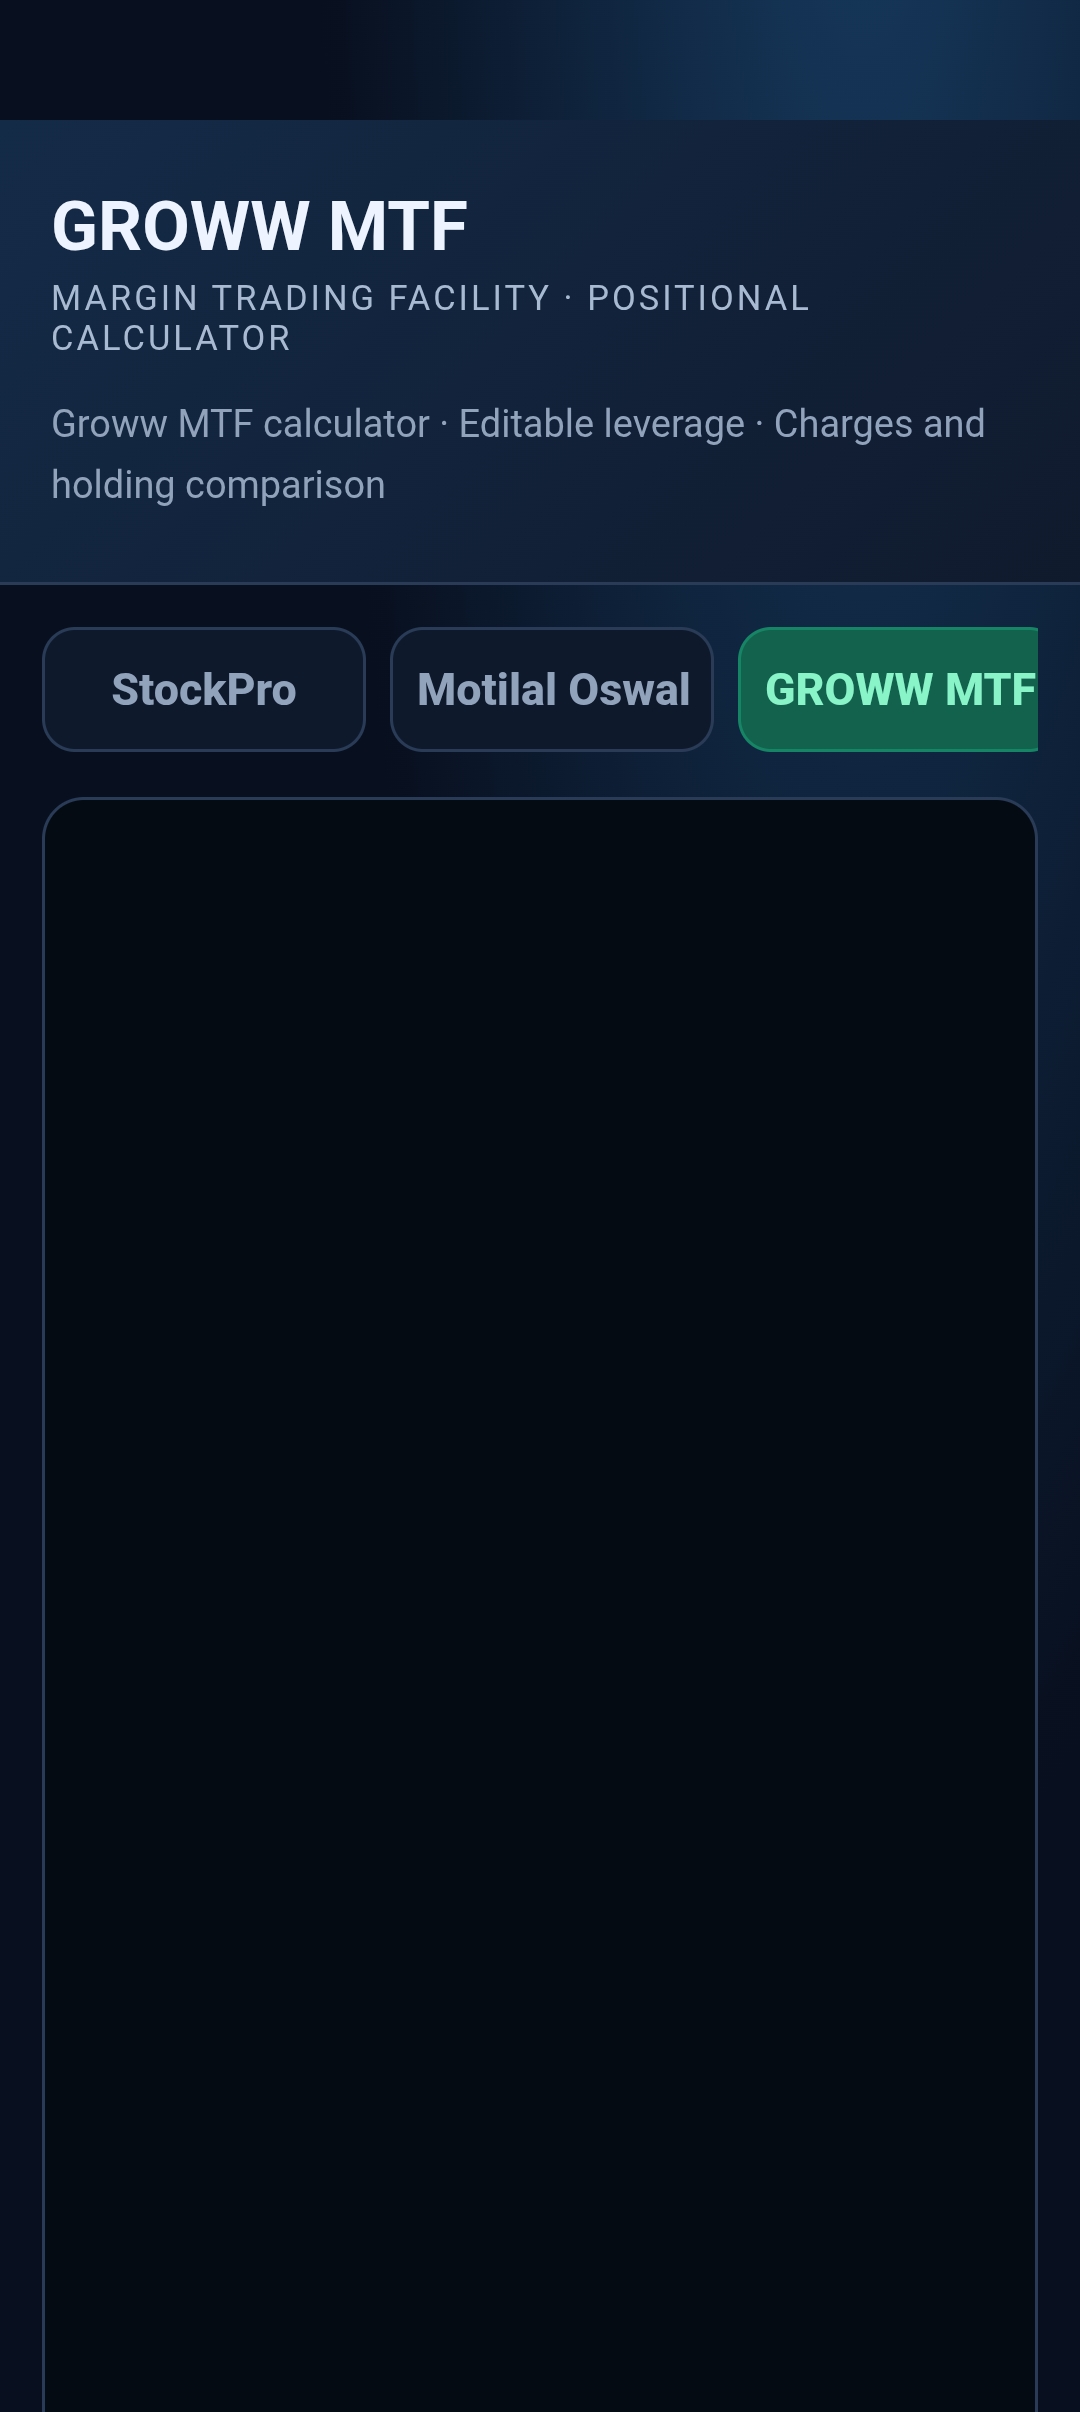 GROWW MTF
MARGIN TRADING FACILITY · POSITIONAL
CALCULATOR
Groww MTF calculator · Editable leverage · Charges and
holding comparison
StockPro
Motilal Oswal
GROWW MTF